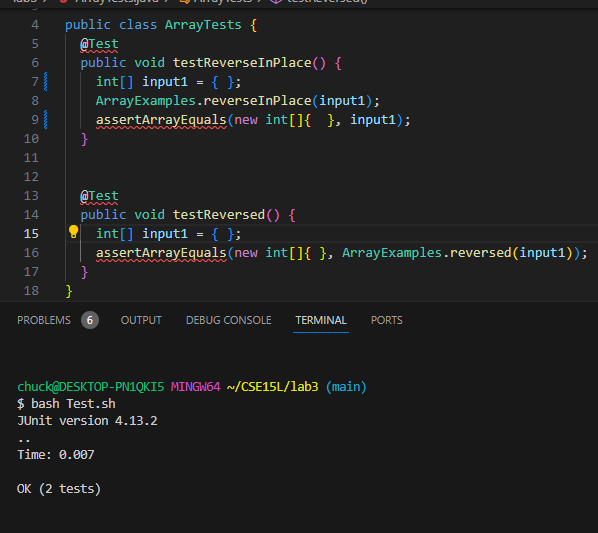 lab3 > ArrayTests.java > ArrayTests > testReversed()
4 public class ArrayTests {
5 @Test
6 public void testReverseInPlace() {
7 int[] input1 = { };
8 ArrayExamples.reverseInPlace(input1);
9 assertArrayEquals(new int[]{  }, input1);
10 }
11
12
13 @Test
14 public void testReversed() {
15 int[] input1 = { };
16 assertArrayEquals(new int[]{ }, ArrayExamples.reversed(input1));
17 }
18 }
PROBLEMS 6 OUTPUT DEBUG CONSOLE TERMINAL PORTS
chuck@DESKTOP-PN1QKI5 MINGW64 ~/CSE15L/lab3 (main)
$ bash Test.sh
JUnit version 4.13.2
..
Time: 0.007
OK (2 tests)